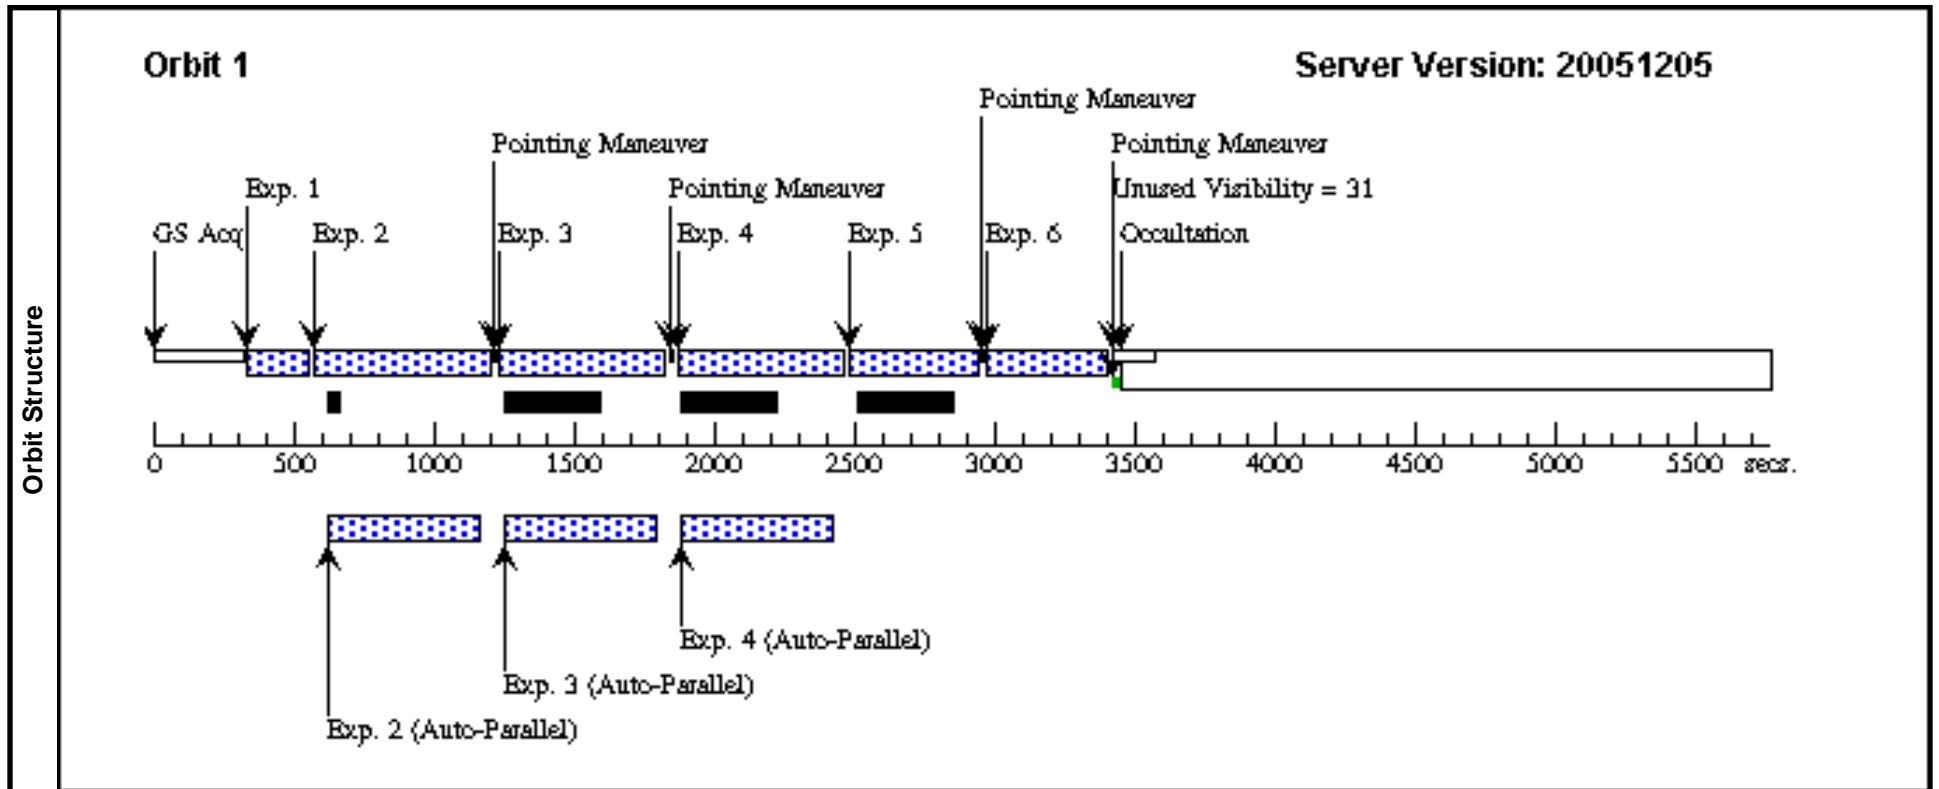 Orbit 1 Server Version: 20051205
Pointing Maneuver
Pointing Maneuver Pointing Maneuver
Exp. 1 Pointing Maneuver Unused Visibility = 31
GS Acq Exp. 2 Exp. 3 Exp. 4 Exp. 5 Exp. 6 Occultation
Orbit Structure
0 500 1000 1500 2000 2500 3000 3500 4000 4500 5000 5500 secs.
Exp. 4 (Auto-Parallel)
Exp. 3 (Auto-Parallel)
Exp. 2 (Auto-Parallel)